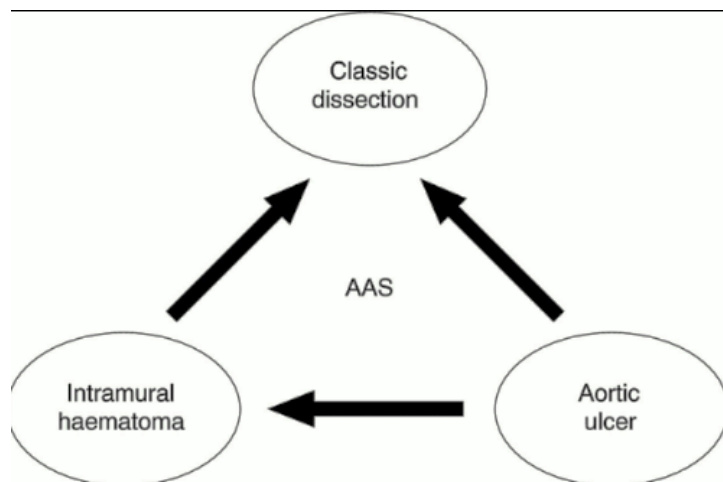 Classic
dissection
AAS
Intramural
haematoma
Aortic
ulcer